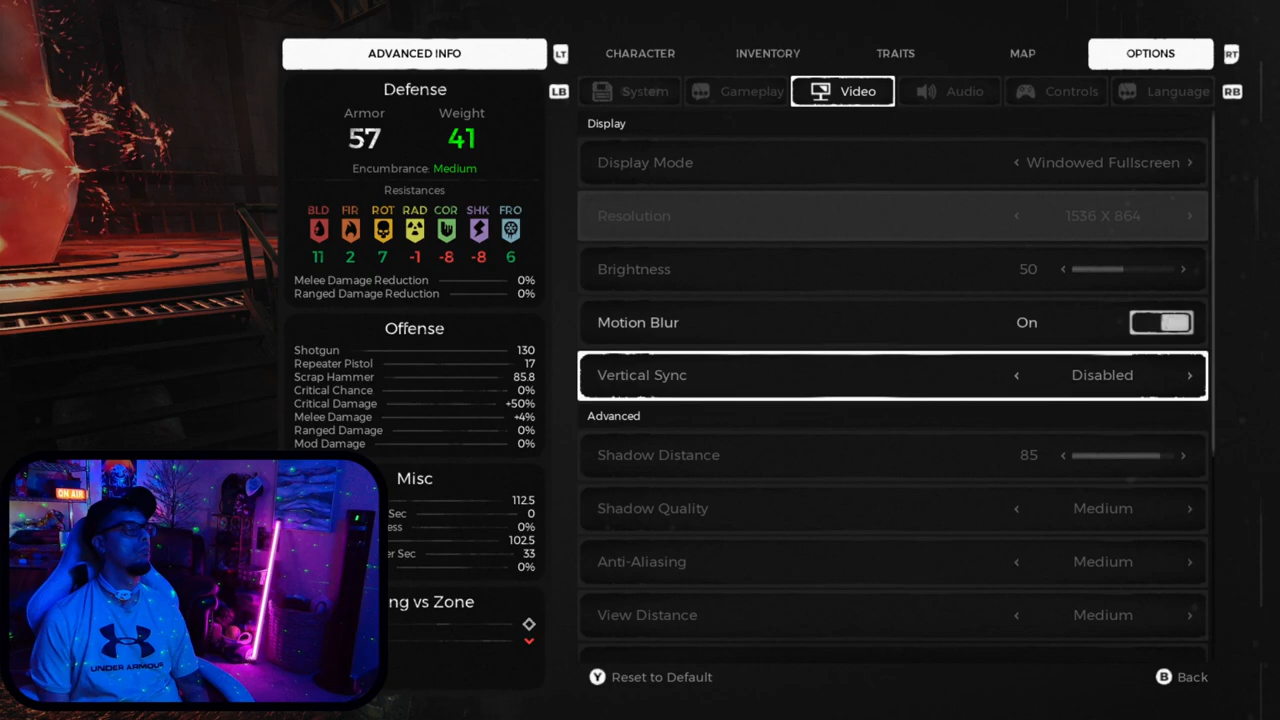 ADVANCED INFO
LT
CHARACTER
INVENTORY
TRAITS
MAP
OPTIONS
RT
LB
System
Gameplay
Video
Audio
Controls
Language
RB
Defense
Armor Weight
57 41
Encumbrance: Medium
Resistances
BLD FIR ROT RAD COR SHK FRO
11 2 7 -1 -8 -8 6
Melee Damage Reduction 0%
Ranged Damage Reduction 0%
Offense
Shotgun 130
Repeater Pistol 17
Scrap Hammer 85.8
Critical Chance 0%
Critical Damage +50%
Melee Damage +4%
Ranged Damage 0%
Mod Damage 0%
Misc
112.5
Sec 0
ess 0%
102.5
er Sec 33
0%
ng vs Zone
Display
Display Mode Windowed Fullscreen
Resolution 1536 X 864
Brightness 50
Motion Blur On
Vertical Sync Disabled
Advanced
Shadow Distance 85
Shadow Quality Medium
Anti-Aliasing Medium
View Distance Medium
Y Reset to Default
B Back
ON AIR
UNDER ARMOUR